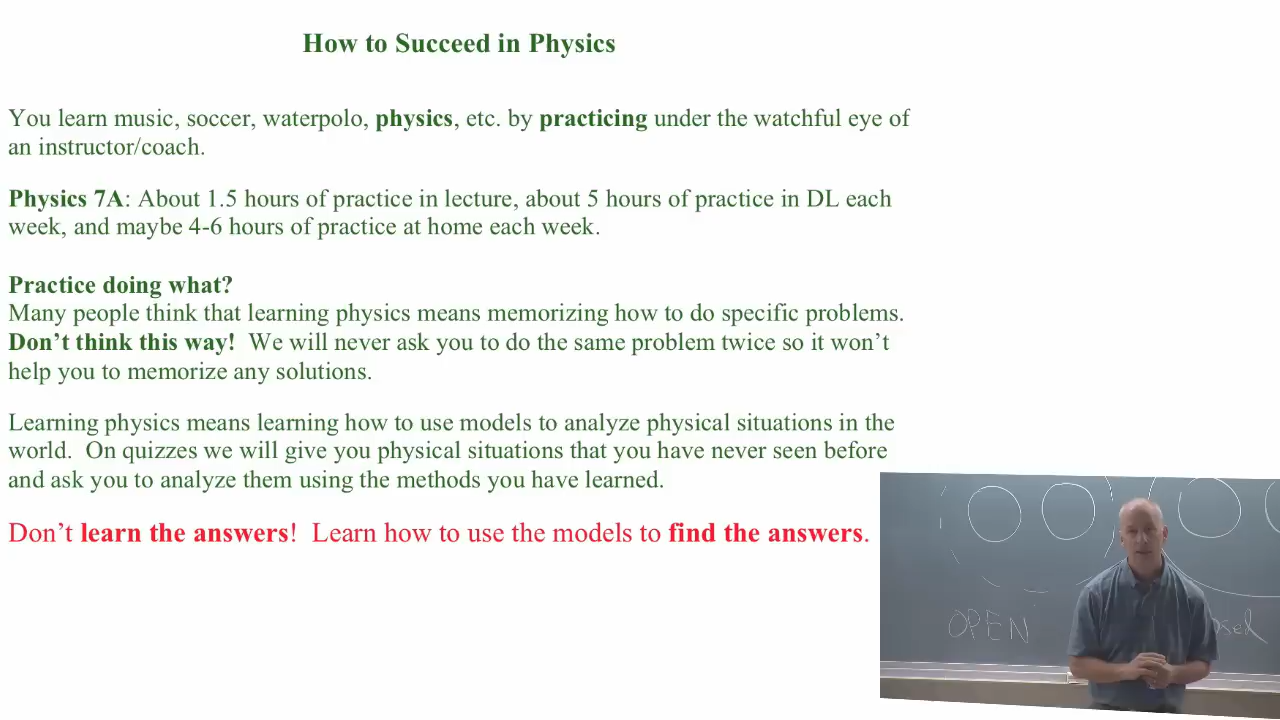 How to Succeed in Physics
You learn music, soccer, waterpolo, physics, etc. by practicing under the watchful eye of
an instructor/coach.
Physics 7A: About 1.5 hours of practice in lecture, about 5 hours of practice in DL each
week, and maybe 4-6 hours of practice at home each week.
Practice doing what?
Many people think that learning physics means memorizing how to do specific problems.
Don’t think this way!  We will never ask you to do the same problem twice so it won’t
help you to memorize any solutions.
Learning physics means learning how to use models to analyze physical situations in the
world.  On quizzes we will give you physical situations that you have never seen before
and ask you to analyze them using the methods you have learned.
Don’t learn the answers!  Learn how to use the models to find the answers.
OPEN